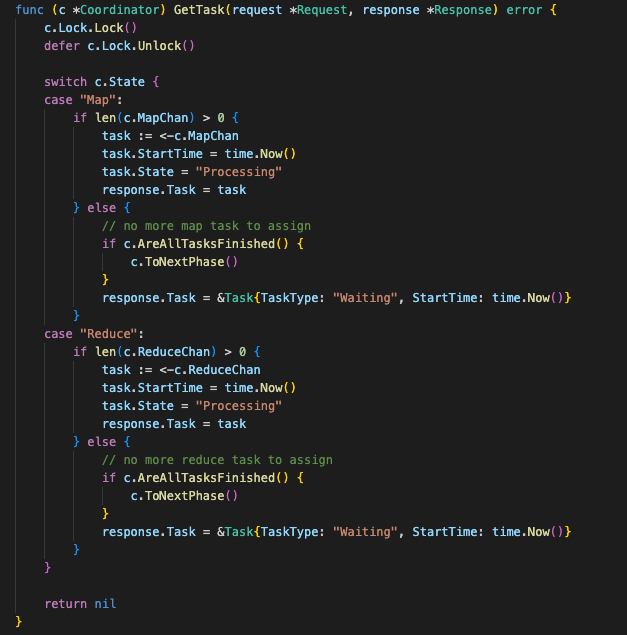 func (c *Coordinator) GetTask(request *Request, response *Response) error {
    c.Lock.Lock()
    defer c.Lock.Unlock()

    switch c.State {
    case "Map":
        if len(c.MapChan) > 0 {
            task := <-c.MapChan
            task.StartTime = time.Now()
            task.State = "Processing"
            response.Task = task
        } else {
            // no more map task to assign
            if c.AreAllTasksFinished() {
                c.ToNextPhase()
            }
            response.Task = &Task{TaskType: "Waiting", StartTime: time.Now()}
        }
    case "Reduce":
        if len(c.ReduceChan) > 0 {
            task := <-c.ReduceChan
            task.StartTime = time.Now()
            task.State = "Processing"
            response.Task = task
        } else {
            // no more reduce task to assign
            if c.AreAllTasksFinished() {
                c.ToNextPhase()
            }
            response.Task = &Task{TaskType: "Waiting", StartTime: time.Now()}
        }
    }

    return nil
}